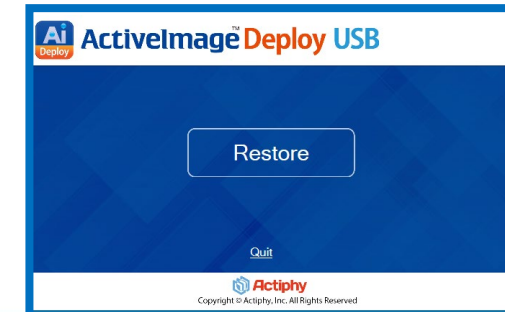 Ai
Deploy
ActiveImage™ Deploy USB
Restore
Quit
Actiphy
Copyright © Actiphy, Inc. All Rights Reserved